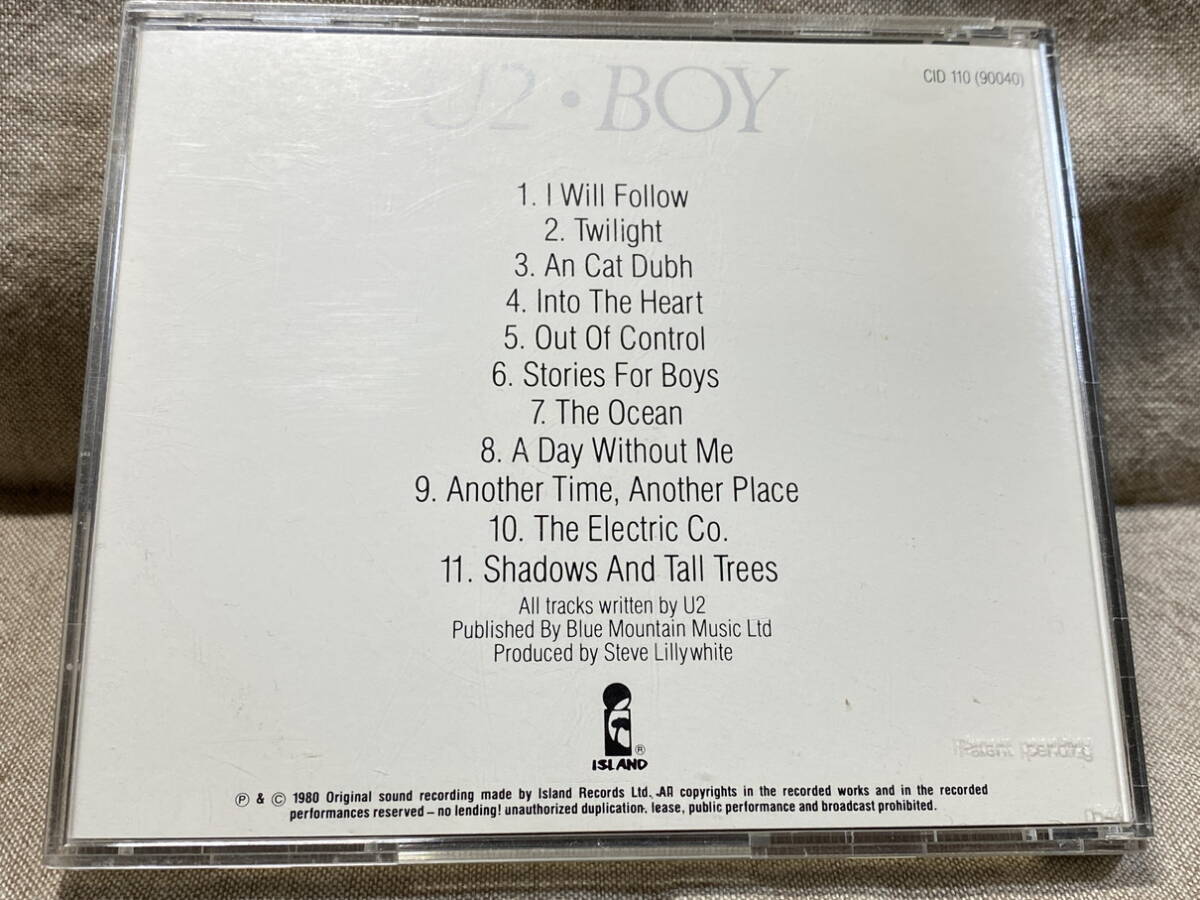 U2 • BOY
CID 110 (90040)
1. I Will Follow
2. Twilight
3. An Cat Dubh
4. Into The Heart
5. Out Of Control
6. Stories For Boys
7. The Ocean
8. A Day Without Me
9. Another Time, Another Place
10. The Electric Co.
11. Shadows And Tall Trees
All tracks written by U2
Published By Blue Mountain Music Ltd
Produced by Steve Lillywhite
®
ISLAND
Patent pending
Ⓟ & © 1980 Original sound recording made by Island Records Ltd. All copyrights in the recorded works and in the recorded
performances reserved – no lending! unauthorized duplication, lease, public performance and broadcast prohibited.